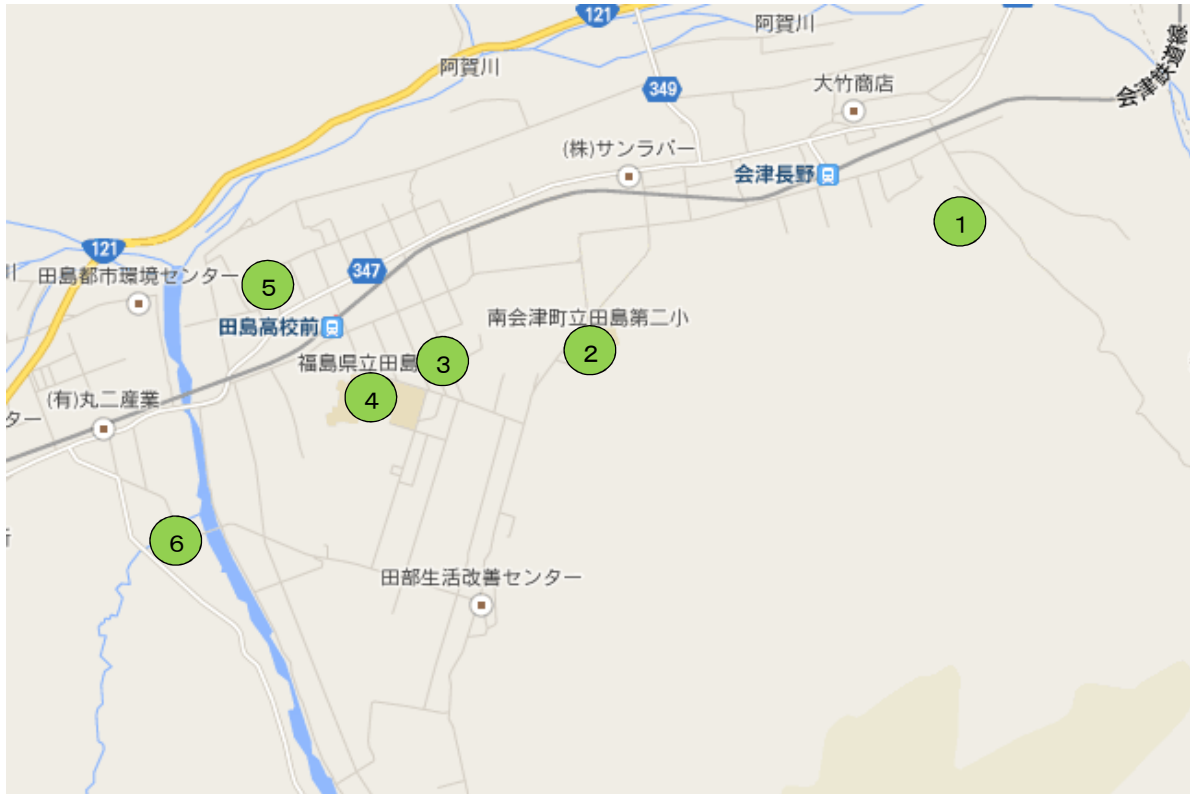 121
阿賀川
阿賀川
会津鉄道線
349
大竹商店
(株)サンラバー
会津長野
1
121
川
田島都市環境センター
5
347
田島高校前
南会津町立田島第二小
2
福島県立田島
3
4
(有)丸二産業
ター
6
田部生活改善センター